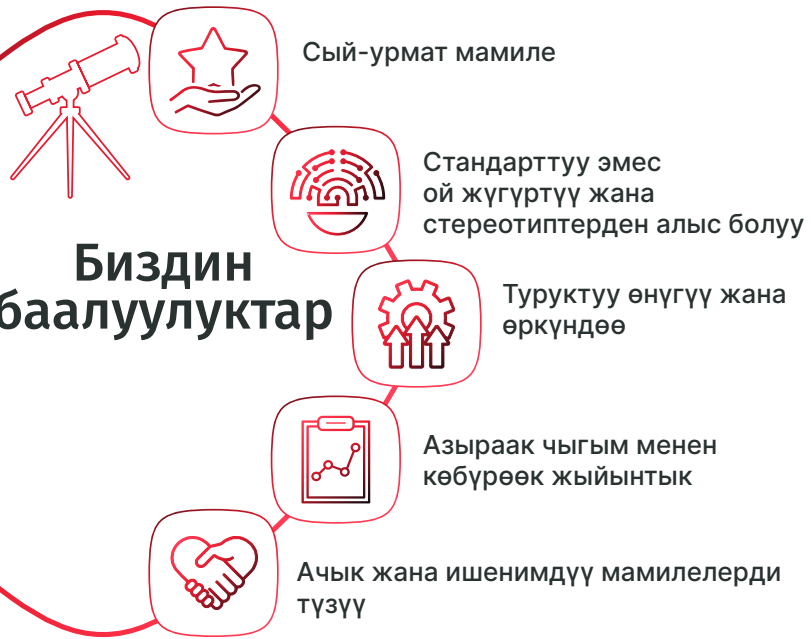 Сый-урмат мамиле
Стандарттуу эмес
ой жүгүртүү жана
стереотиптерден алыс болуу
Биздин
баалуулуктар
Туруктуу өнүгүү жана
өркүндөө
Азыраак чыгым менен
көбүрөөк жыйынтык
Ачык жана ишенимдүү мамилелерди
түзүү